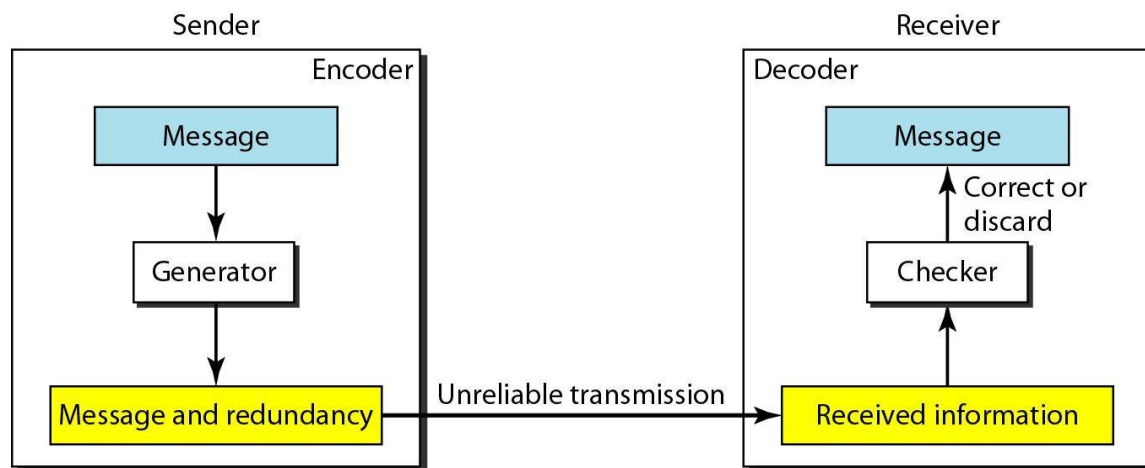 Sender
Encoder
Message
Generator
Message and redundancy
Unreliable transmission
Receiver
Decoder
Message
Correct or
discard
Checker
Received information